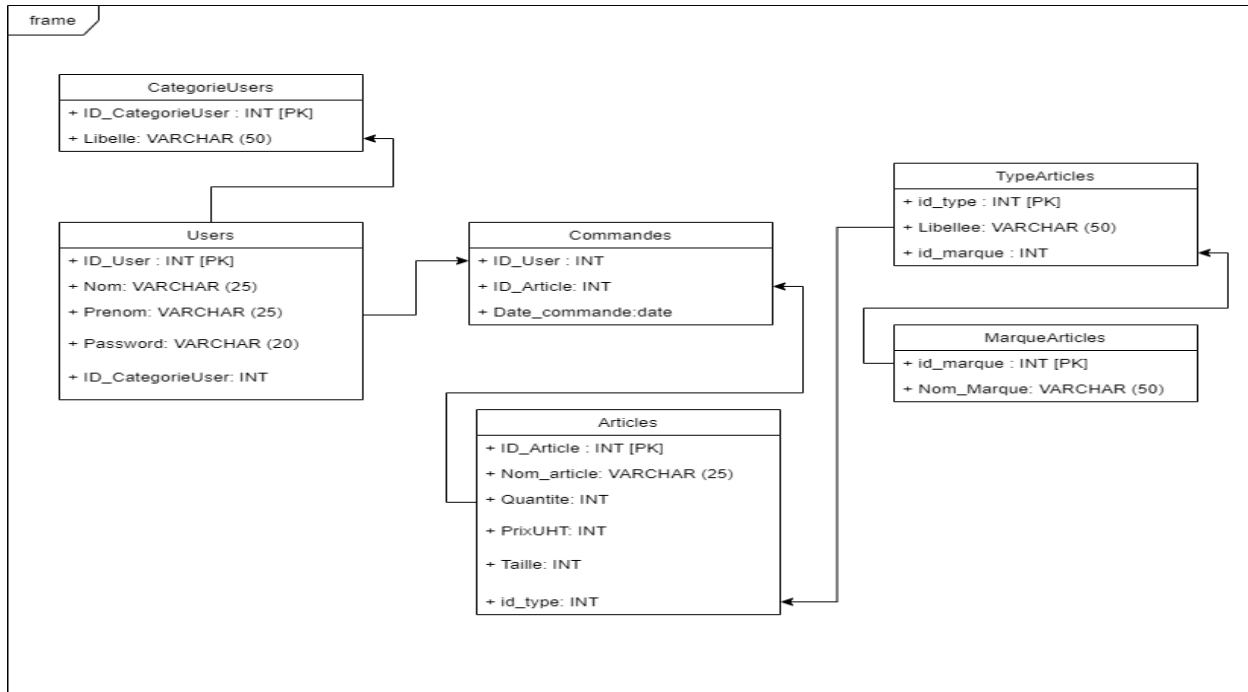 frame
CategorieUsers
+ ID_CategorieUser : INT [PK]
+ Libelle: VARCHAR (50)
Users
+ ID_User : INT [PK]
+ Nom: VARCHAR (25)
+ Prenom: VARCHAR (25)
+ Password: VARCHAR (20)
+ ID_CategorieUser: INT
Commandes
+ ID_User : INT
+ ID_Article: INT
+ Date_commande:date
Articles
+ ID_Article : INT [PK]
+ Nom_article: VARCHAR (25)
+ Quantite: INT
+ PrixUHT: INT
+ Taille: INT
+ id_type: INT
TypeArticles
+ id_type : INT [PK]
+ Libellee: VARCHAR (50)
+ id_marque : INT
MarqueArticles
+ id_marque : INT [PK]
+ Nom_Marque: VARCHAR (50)